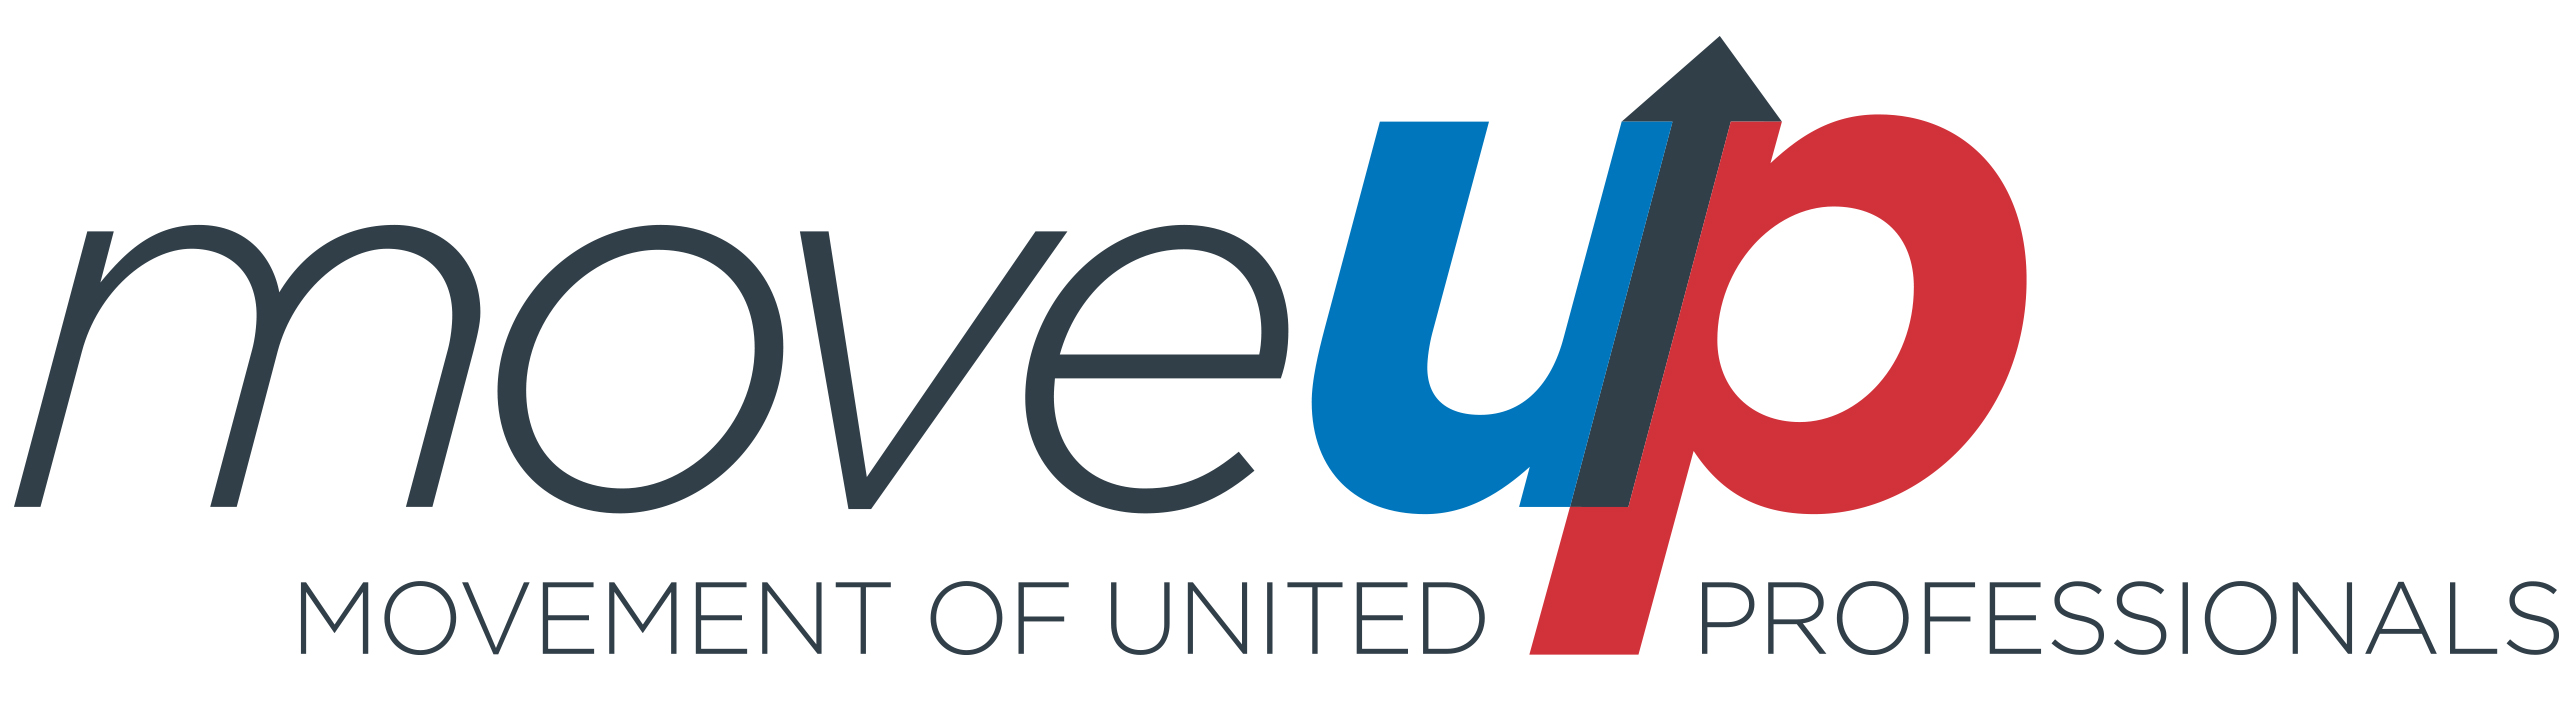 moveup
MOVEMENT OF UNITED PROFESSIONALS